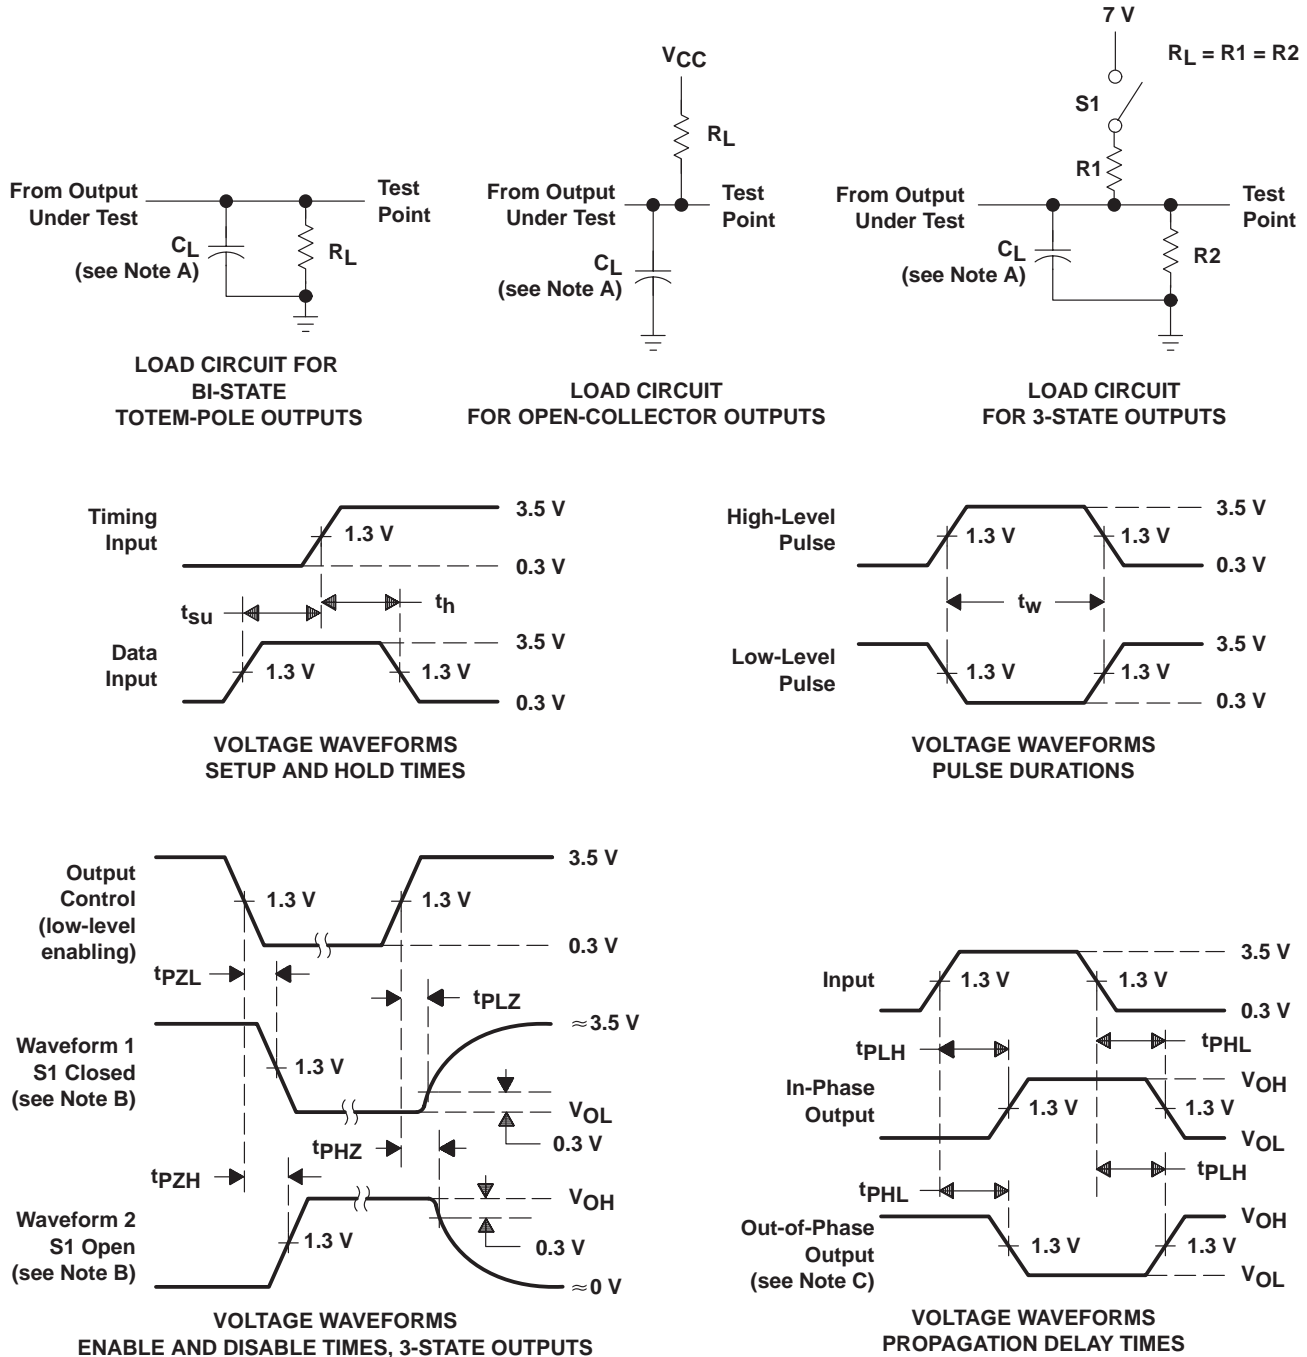 From Output
Under Test
Test
Point
CL
(see Note A)
RL
LOAD CIRCUIT FOR
BI-STATE
TOTEM-POLE OUTPUTS
VCC
RL
From Output
Under Test
Test
Point
CL
(see Note A)
LOAD CIRCUIT
FOR OPEN-COLLECTOR OUTPUTS
7 V
RL = R1 = R2
S1
R1
From Output
Under Test
Test
Point
CL
(see Note A)
R2
LOAD CIRCUIT
FOR 3-STATE OUTPUTS
Timing
Input
3.5 V
1.3 V
0.3 V
tsu
th
Data
Input
3.5 V
1.3 V
1.3 V
0.3 V
VOLTAGE WAVEFORMS
SETUP AND HOLD TIMES
High-Level
Pulse
3.5 V
1.3 V
1.3 V
0.3 V
tw
Low-Level
Pulse
3.5 V
1.3 V
1.3 V
0.3 V
VOLTAGE WAVEFORMS
PULSE DURATIONS
Output
Control
(low-level
enabling)
3.5 V
1.3 V
1.3 V
0.3 V
tPZL
tPLZ
Waveform 1
S1 Closed
(see Note B)
≈3.5 V
1.3 V
VOL
0.3 V
tPHZ
tPZH
Waveform 2
S1 Open
(see Note B)
VOH
1.3 V
0.3 V
≈0 V
VOLTAGE WAVEFORMS
ENABLE AND DISABLE TIMES, 3-STATE OUTPUTS
Input
3.5 V
1.3 V
1.3 V
0.3 V
tPLH
tPHL
In-Phase
Output
VOH
1.3 V
1.3 V
VOL
tPHL
tPLH
Out-of-Phase
Output
(see Note C)
VOH
1.3 V
1.3 V
VOL
VOLTAGE WAVEFORMS
PROPAGATION DELAY TIMES